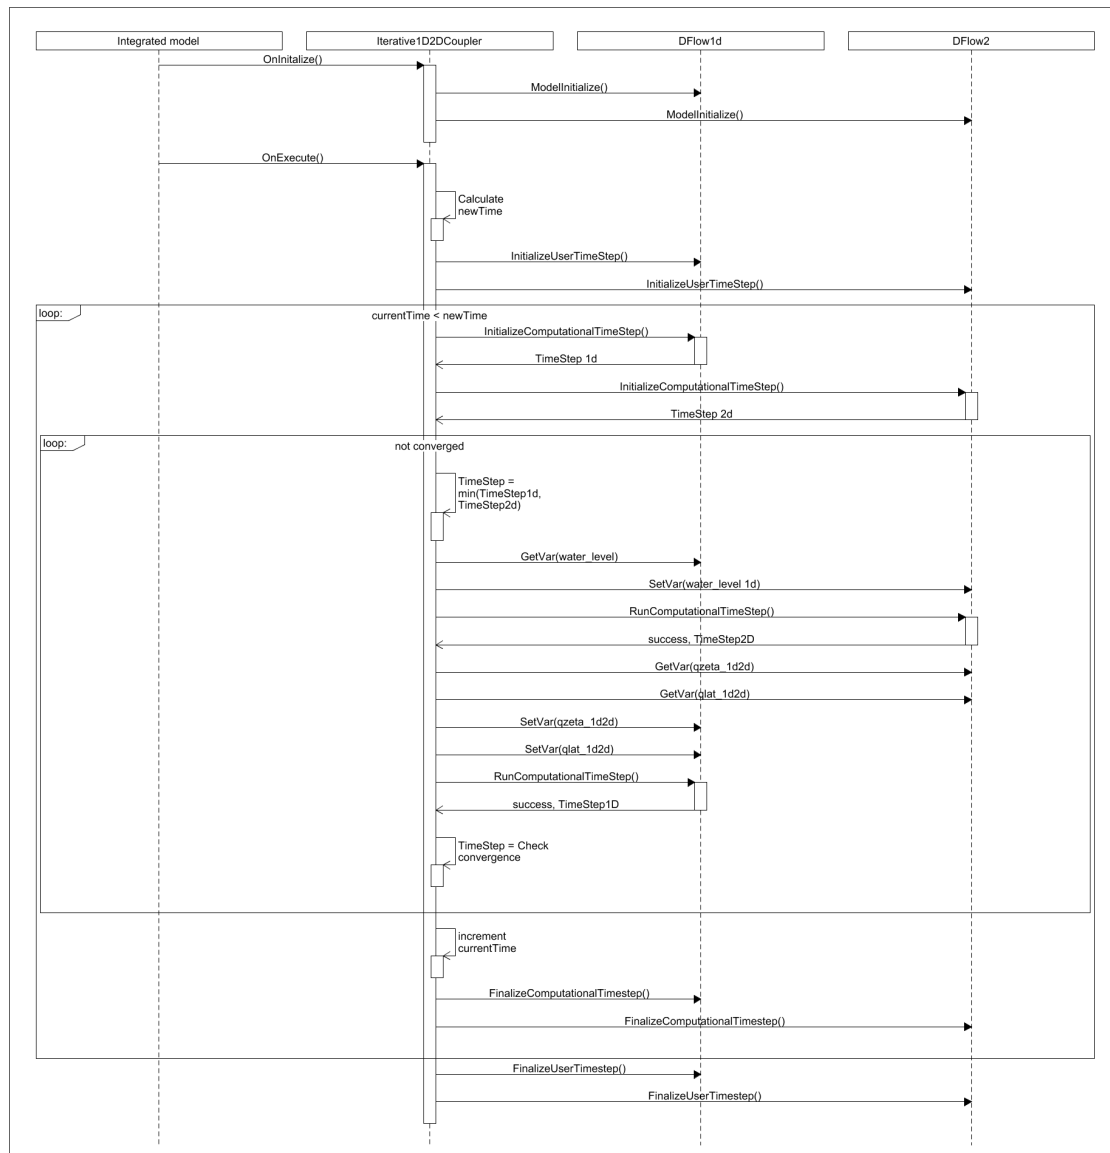 Integrated model
Iterative1D2DCoupler
DFlow1d
DFlow2
OnInitalize()
ModelInitialize()
ModelInitialize()
OnExecute()
Calculate
newTime
InitializeUserTimeStep()
InitializeUserTimeStep()
loop:
currentTime < newTime
InitializeComputationalTimeStep()
TimeStep 1d
InitializeComputationalTimeStep()
TimeStep 2d
loop:
not converged
TimeStep =
min(TimeStep1d,
TimeStep2d)
GetVar(water_level)
SetVar(water_level 1d)
RunComputationalTimeStep()
success, TimeStep2D
GetVar(qzeta_1d2d)
GetVar(qlat_1d2d)
SetVar(qzeta_1d2d)
SetVar(qlat_1d2d)
RunComputationalTimeStep()
success, TimeStep1D
TimeStep = Check
convergence
increment
currentTime
FinalizeComputationalTimestep()
FinalizeComputationalTimestep()
FinalizeUserTimestep()
FinalizeUserTimestep()